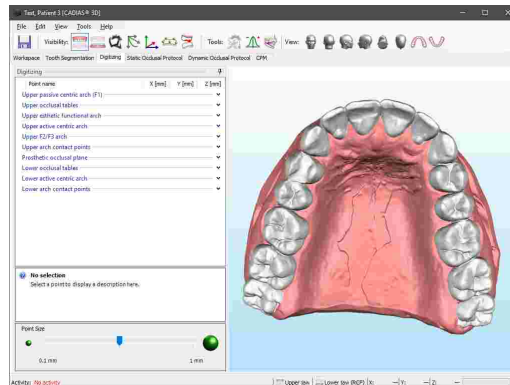 Test, Patient 3 [CADIAS® 3D]
File Edit View Tools Help
Visibility: Tools: View:
Workspace Tooth Segmentation Digitizing Static Occlusal Protocol Dynamic Occlusal Protocol CPM
Digitizing
Point name X [mm] Y [mm] Z [mm]
Upper passive centric arch (F1)
Upper occlusal tables
Upper esthetic functional arch
Upper active centric arch
Upper F2/F3 arch
Upper arch contact points
Prosthetic occlusal plane
Lower occlusal tables
Lower active centric arch
Lower arch contact points
No selection
Select a point to display a description here.
Point Size
0.1 mm 1 mm
Activity: No activity Upper jaw Lower jaw (RCP) X: — Y: — Z: —